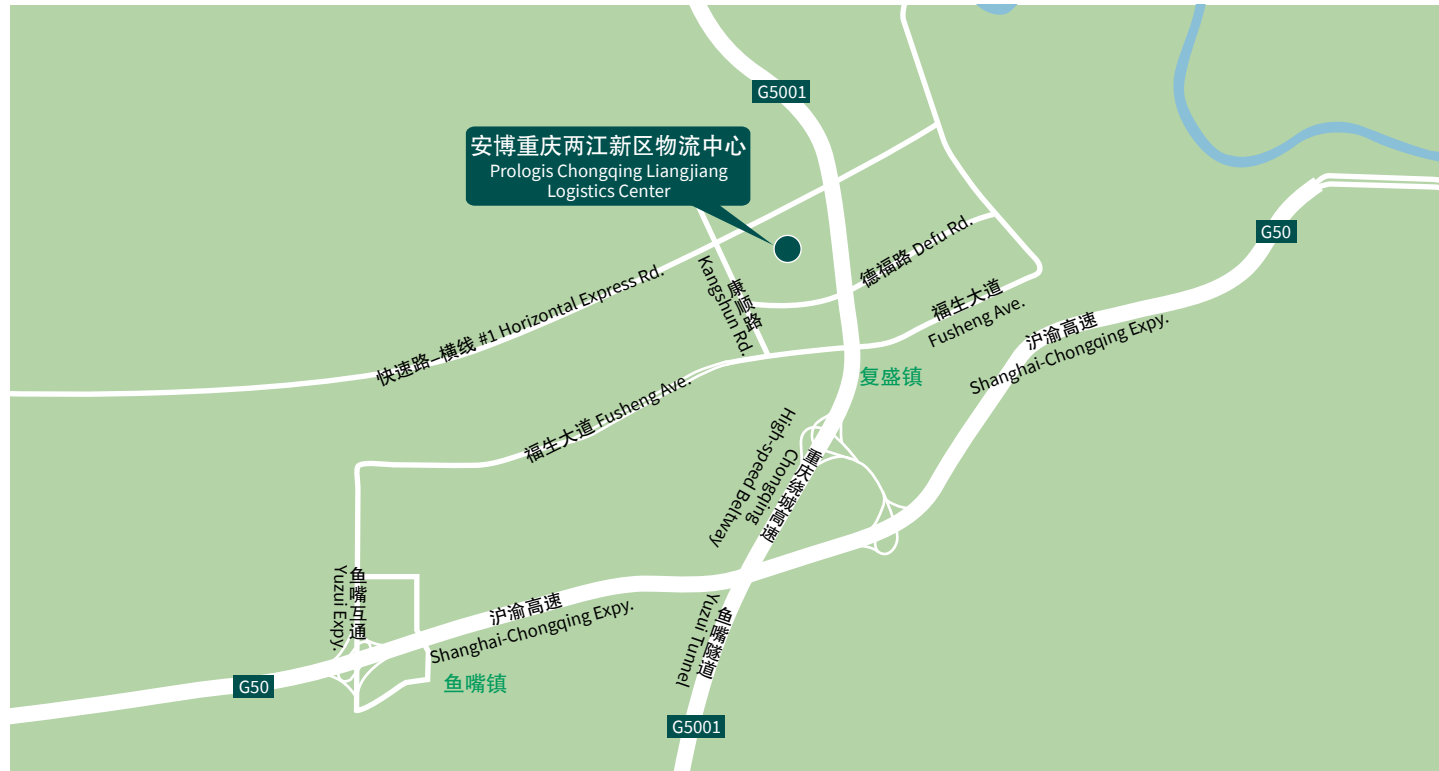 G5001
安博重庆两江新区物流中心
Prologis Chongqing Liangjiang
Logistics Center
G50
德福路 Defu Rd.
康顺路
Kangshun Rd.
快速路–横线 #1 Horizontal Express Rd.
福生大道
Fusheng Ave.
沪渝高速
Shanghai-Chongqing Expy.
复盛镇
福生大道 Fusheng Ave.
重庆绕城高速
Chongqing
High-speed Beltway
鱼嘴互通
Yuzui Expy.
沪渝高速
Shanghai-Chongqing Expy.
鱼嘴隧道
Yuzui Tunnel
鱼嘴镇
G50
G5001